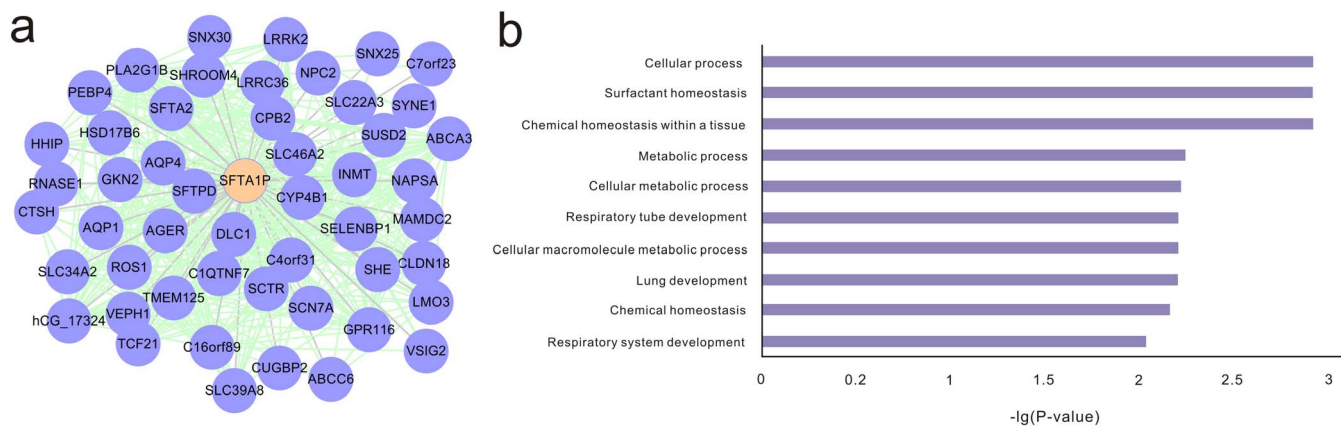 a
b
SNX30
LRRK2
SNX25
PLA2G1B
SHROOM4
LRRC36
NPC2
C7orf23
PEBP4
SFTA2
CPB2
SLC22A3
SYNE1
HSD17B6
SUSD2
ABCA3
HHIP
AQP4
SLC46A2
RNASE1
GKN2
SFTPD
SFTA1P
CYP4B1
INMT
NAPSA
CTSH
AQP1
AGER
DLC1
SELENBP1
MAMDC2
SLC34A2
ROS1
C1QTNF7
C4orf31
SHE
CLDN18
TMEM125
SCTR
SCN7A
LMO3
hCG_17324
VEPH1
GPR116
TCF21
C16orf89
VSIG2
CUGBP2
ABCC6
SLC39A8
Cellular process
Surfactant homeostasis
Chemical homeostasis within a tissue
Metabolic process
Cellular metabolic process
Respiratory tube development
Cellular macromolecule metabolic process
Lung development
Chemical homeostasis
Respiratory system development
0 0.2 1 1.5 2 2.5 3
-lg(P-value)